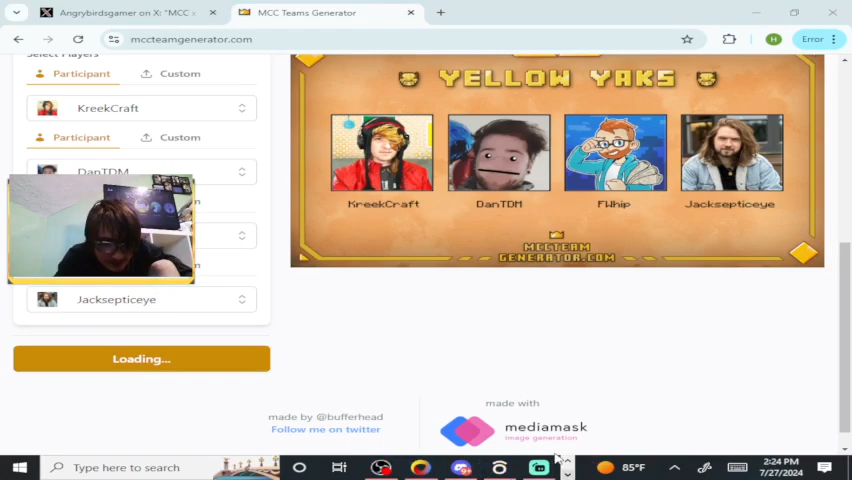 Angrybirdsgamer on X: "MCC
MCC Teams Generator
mccteamgenerator.com
H
Error
Select Players
Participant
Custom
KreekCraft
Participant
Custom
DanTDM
Jacksepticeye
Loading...
YELLOW YAKS
KreekCraft
DanTDM
FWhip
Jacksepticeye
MCCTEAM
GENERATOR.COM
made by @bufferhead
Follow me on twitter
made with
mediamask
image generation
Type here to search
85°F
2:24 PM
7/27/2024